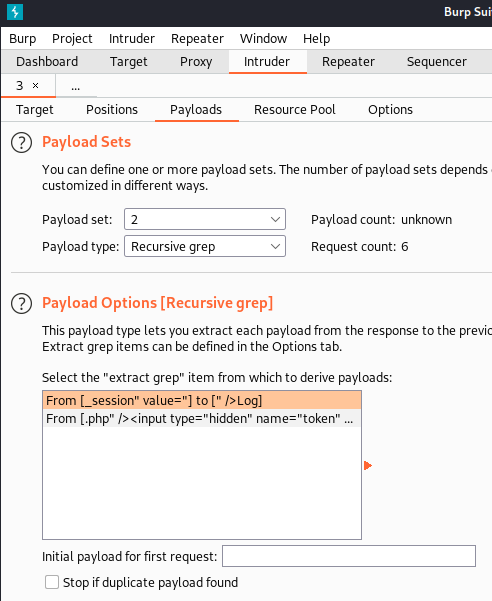 Burp Sui
Burp Project Intruder Repeater Window Help
Dashboard Target Proxy Intruder Repeater Sequencer
3 × ...
Target Positions Payloads Resource Pool Options
? Payload Sets
You can define one or more payload sets. The number of payload sets depends
customized in different ways.
Payload set: 2 Payload count: unknown
Payload type: Recursive grep Request count: 6
? Payload Options [Recursive grep]
This payload type lets you extract each payload from the response to the previo
Extract grep items can be defined in the Options tab.
Select the "extract grep" item from which to derive payloads:
From [_session" value="] to [" />Log]
From [.php" /><input type="hidden" name="token" ...
Initial payload for first request:
Stop if duplicate payload found